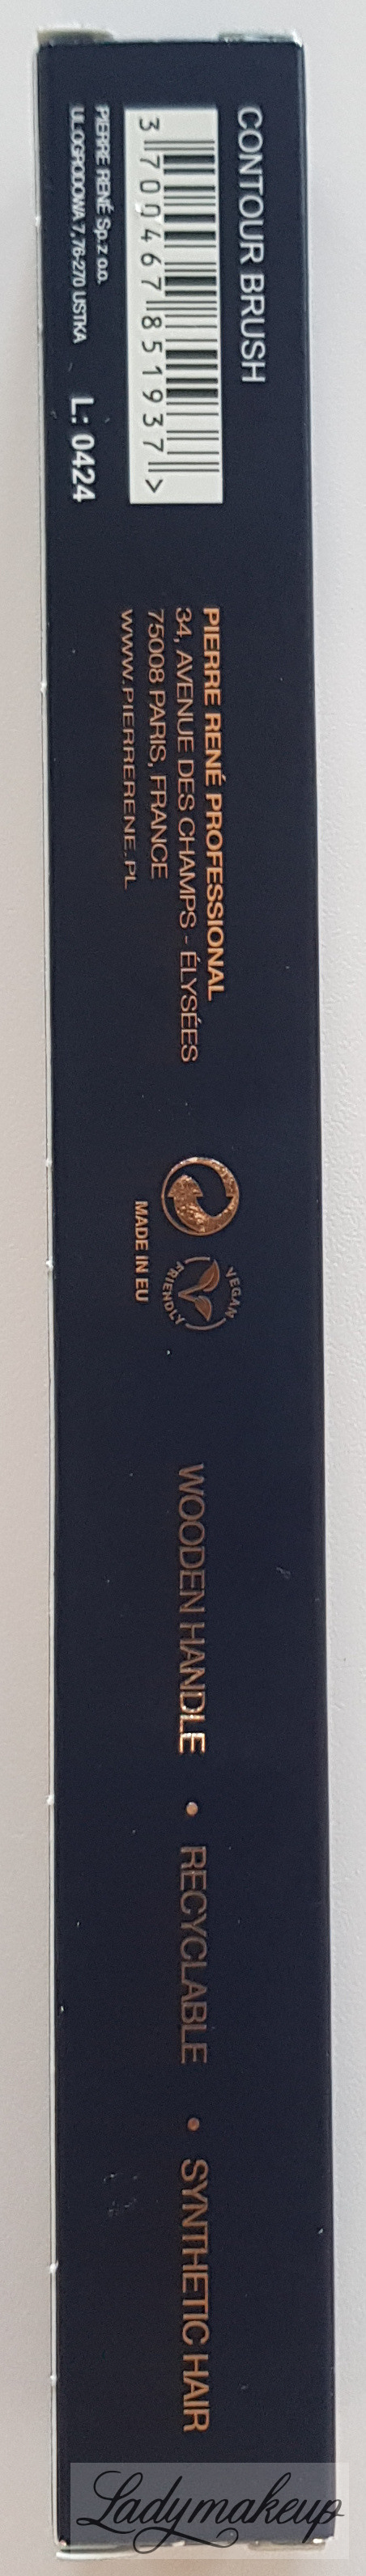 CONTOUR BRUSH
3 700467 851937 >
PIERRE RENÉ Sp.z o.o.
UL.OGRODOWA 7, 76-270 USTKA
L: 0424
PIERRE RENÉ PROFESSIONAL
34, AVENUE DES CHAMPS - ÉLYSÉES
75008 PARIS, FRANCE
WWW.PIERRERENE.PL
VEGAN
FRIENDLY
MADE IN EU
WOODEN HANDLE • RECYCLABLE • SYNTHETIC HAIR
Ladymakeup